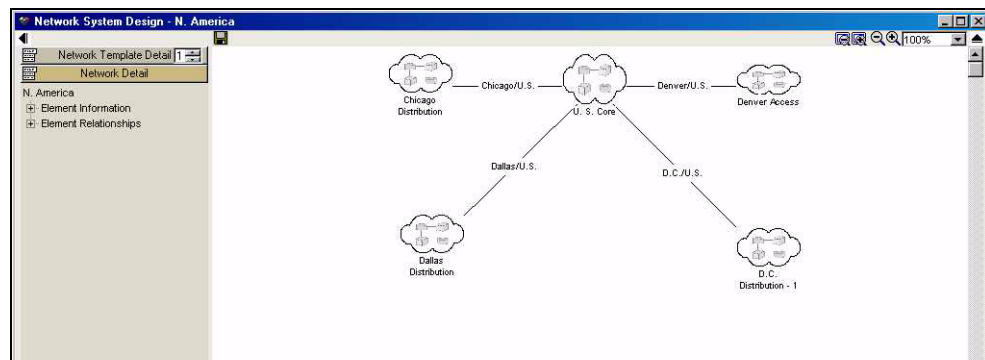 Network System Design - N. America
100%
Network Template Detail 1
Network Detail
N. America
Element Information
Element Relationships
Chicago/U.S.
Denver/U.S.
Chicago
Distribution
U. S. Core
Denver Access
Dallas/U.S.
D.C./U.S.
Dallas
Distribution
D.C.
Distribution - 1